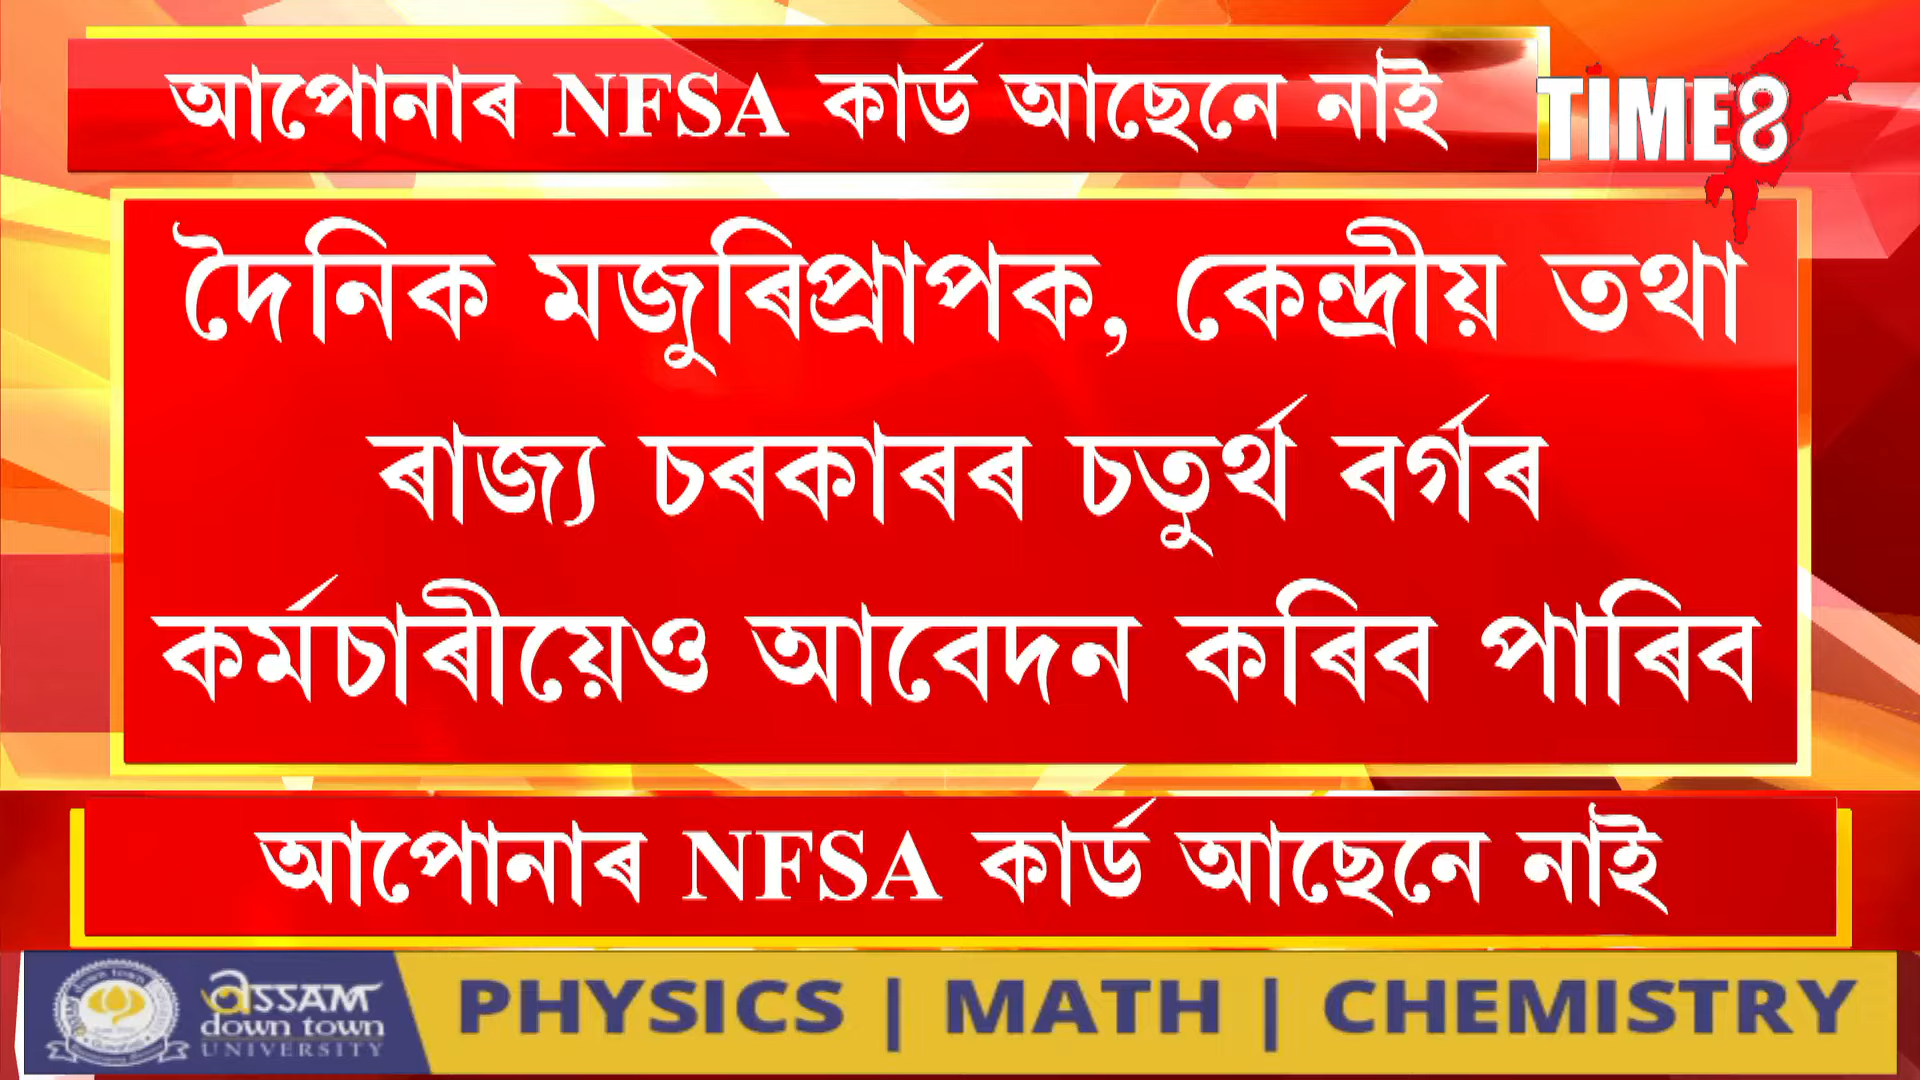 আপোনাৰ NFSA কাৰ্ড আছেনে নাই
TIME8
দৈনিক মজুৰিপ্ৰাপক, কেন্দ্ৰীয় তথা
ৰাজ্য চৰকাৰৰ চতুৰ্থ বৰ্গৰ
কৰ্মচাৰীয়েও আবেদন কৰিব পাৰিব
আপোনাৰ NFSA কাৰ্ড আছেনে নাই
ASSAM
down town
UNIVERSITY
PHYSICS | MATH | CHEMISTRY